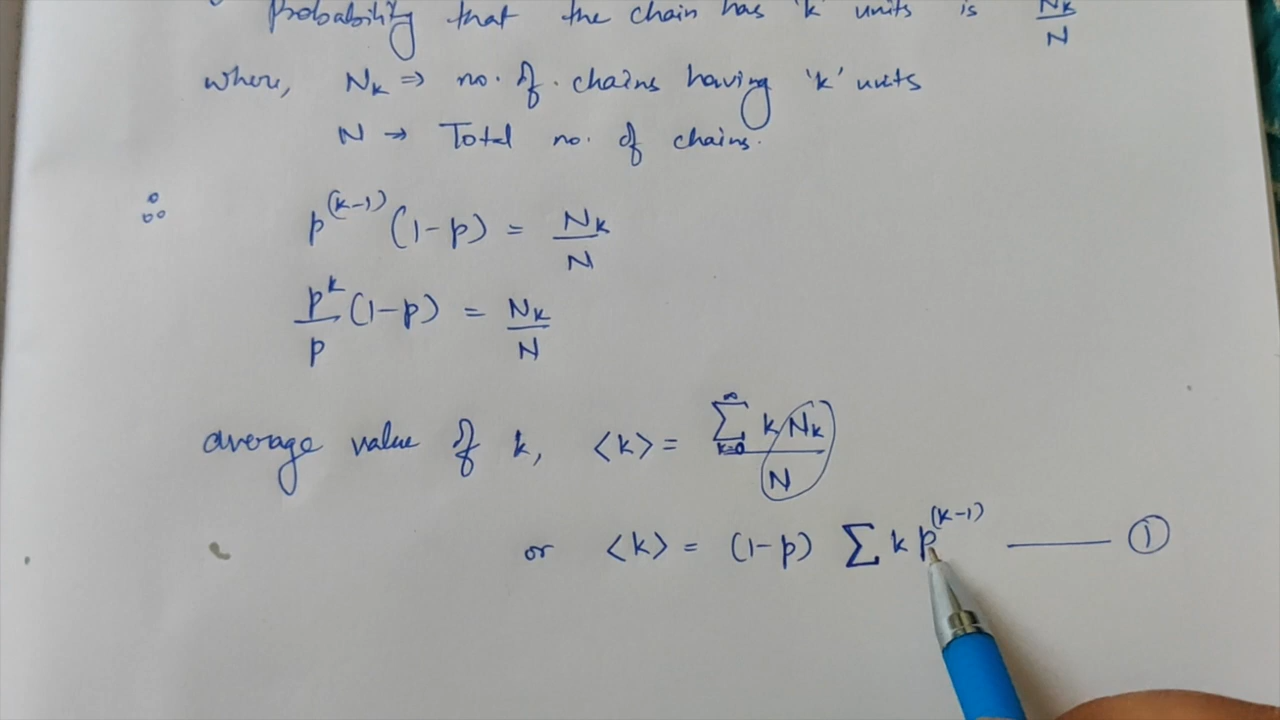 Probability that the chain has 'k' units is Nk/N
where, Nk ⇒ no. of. chains having 'k' units
N → Total no. of chains.
∴ p^(k-1) (1-p) = Nk/N
p^k/p (1-p) = Nk/N
average value of k, <k> = ∑_{k=0}^{∞} k Nk / N
or <k> = (1-p) ∑ k p^(k-1) —— ①